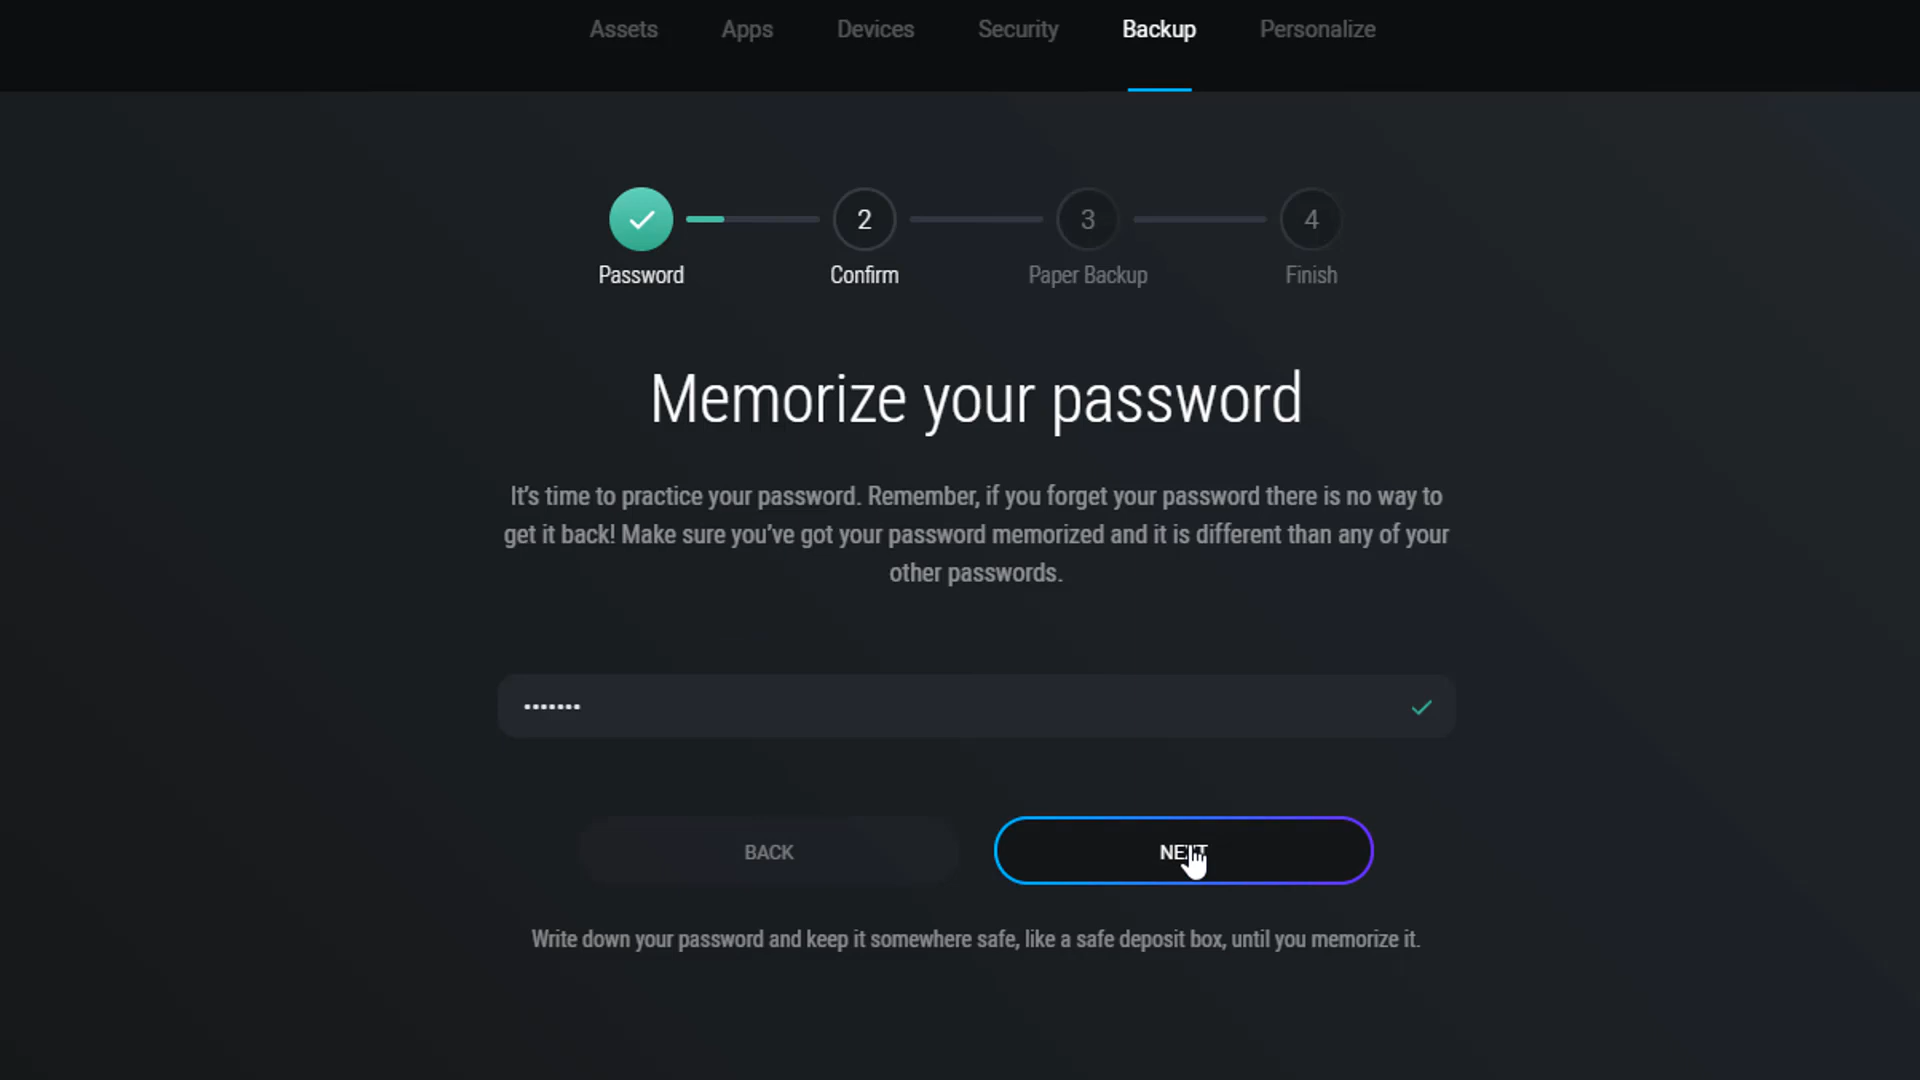 Assets Apps Devices Security Backup Personalize
2 3 4
Password Confirm Paper Backup Finish
Memorize your password
It's time to practice your password. Remember, if you forget your password there is no way to
get it back! Make sure you've got your password memorized and it is different than any of your
other passwords.
•••••••
BACK NEXT
Write down your password and keep it somewhere safe, like a safe deposit box, until you memorize it.